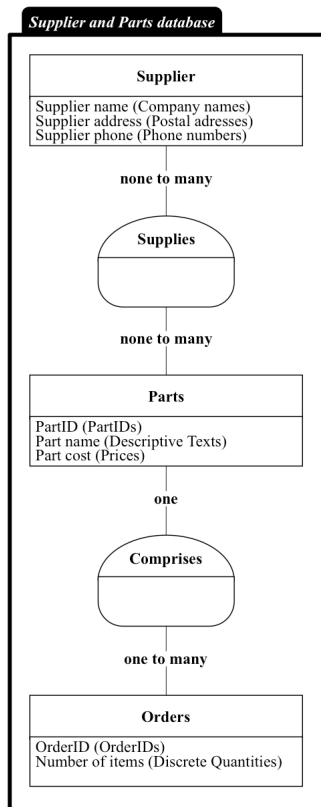 Supplier and Parts database
Supplier
Supplier name (Company names)
Supplier address (Postal adresses)
Supplier phone (Phone numbers)
none to many
Supplies
none to many
Parts
PartID (PartIDs)
Part name (Descriptive Texts)
Part cost (Prices)
one
Comprises
one to many
Orders
OrderID (OrderIDs)
Number of items (Discrete Quantities)